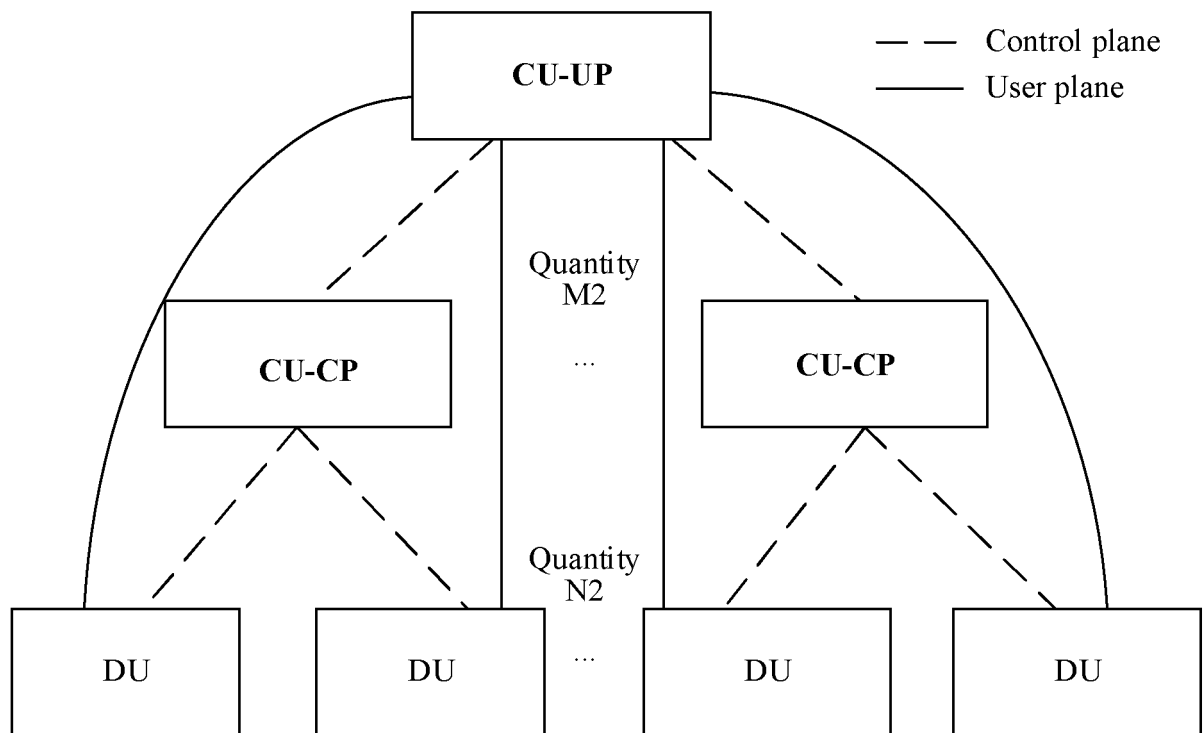 CU-UP
Control plane
User plane
Quantity
M2
CU-CP
...
CU-CP
Quantity
N2
DU
DU
...
DU
DU